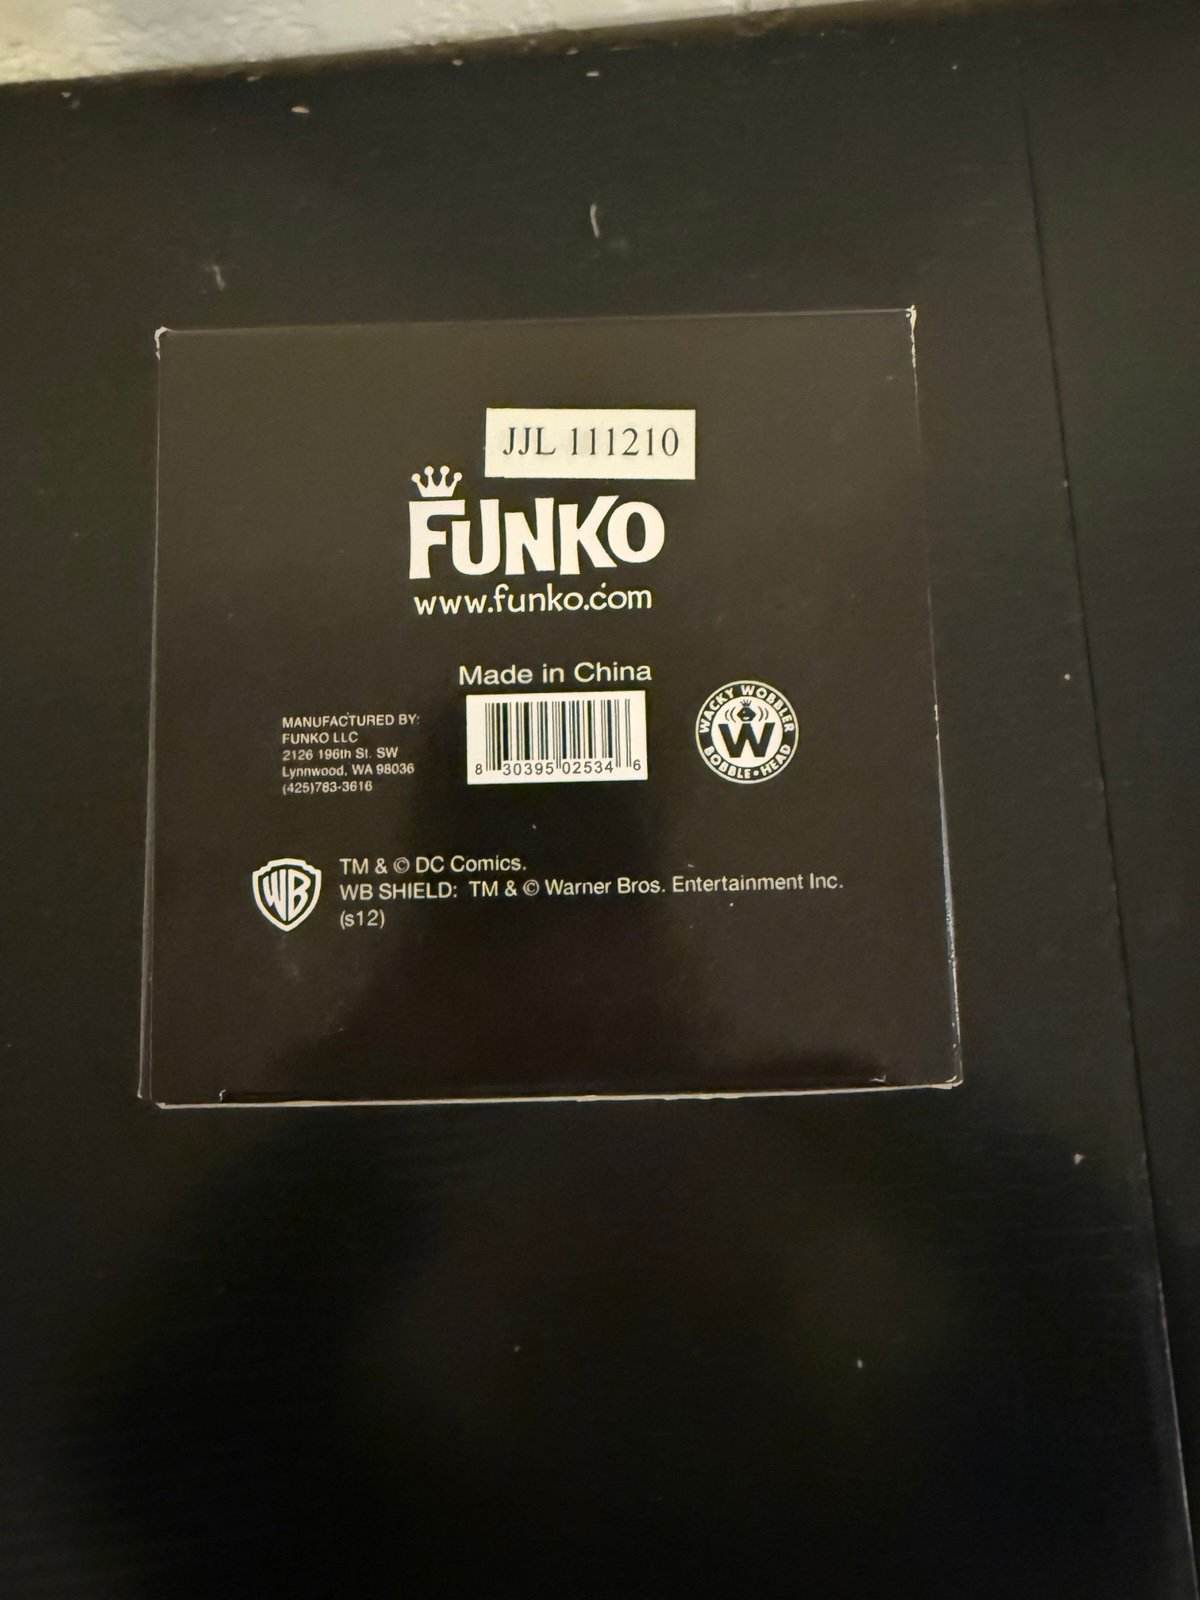 JJL 111210
FUNKO
www.funko.com
Made in China
MANUFACTURED BY:
FUNKO LLC
2126 196th St. SW
Lynnwood, WA 98036
(425)783-3616
8 30395 02534 6
WACKY WOBBLER
W
BOBBLE-HEAD
WB
TM & © DC Comics.
WB SHIELD: TM & © Warner Bros. Entertainment Inc.
(s12)